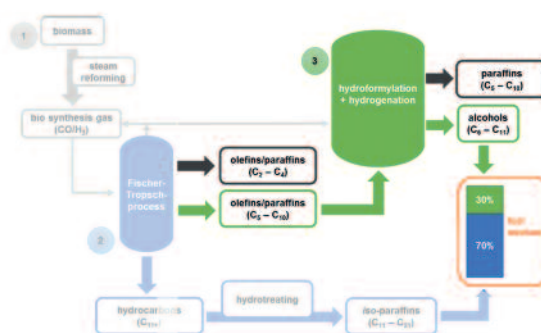 1
biomass
steam
reforming
bio synthesis gas
(CO/H₂)
3
hydroformylation
+ hydrogenation
paraffins
(C₅ – C₁₀)
alcohols
(C₆ – C₁₁)
Fischer-
Tropsch-
process
olefins/paraffins
(C₂ – C₄)
olefins/paraffins
(C₅ – C₁₀)
2
30%
70%
hydrocarbons
hydrotreating
iso-paraffins